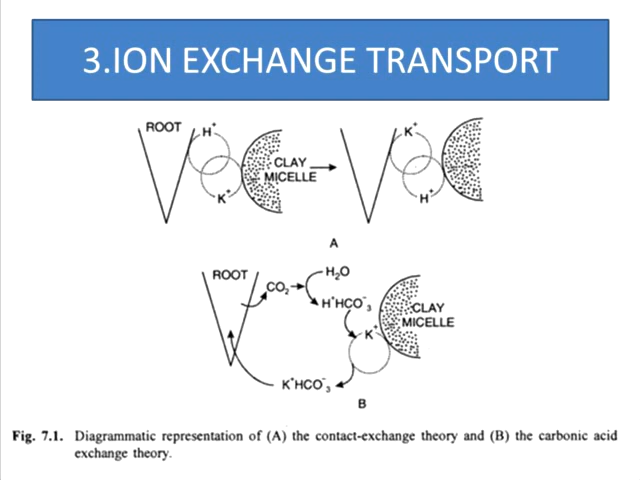 3.ION EXCHANGE TRANSPORT
ROOT H⁺ K⁺
CLAY
MICELLE
K⁺ H⁺
A
ROOT CO₂ H₂O
H⁺HCO⁻₃ CLAY
K⁺ MICELLE
K⁺HCO⁻₃
B
Fig. 7.1. Diagrammatic representation of (A) the contact-exchange theory and (B) the carbonic acid
exchange theory.